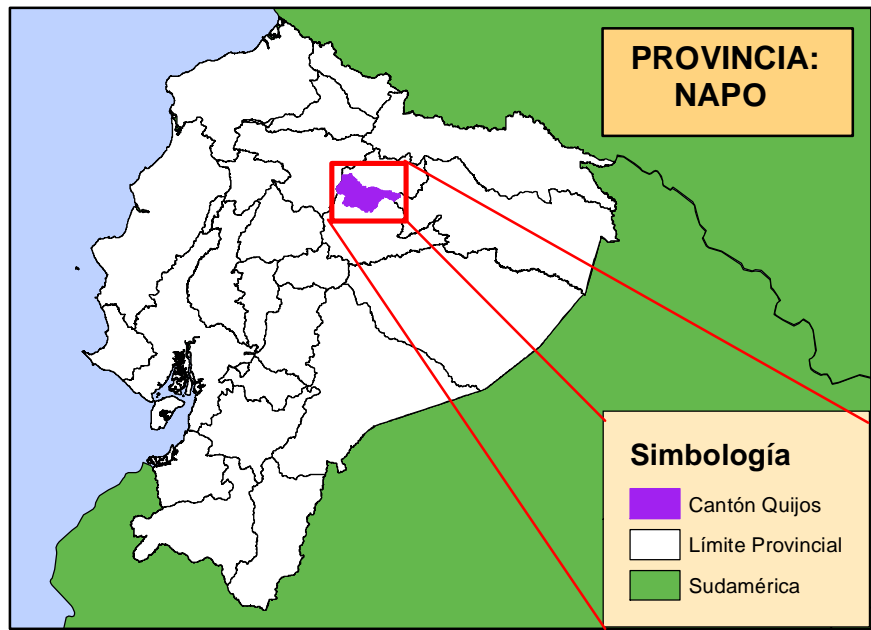 PROVINCIA:
NAPO
Simbología
Cantón Quijos
Límite Provincial
Sudamérica